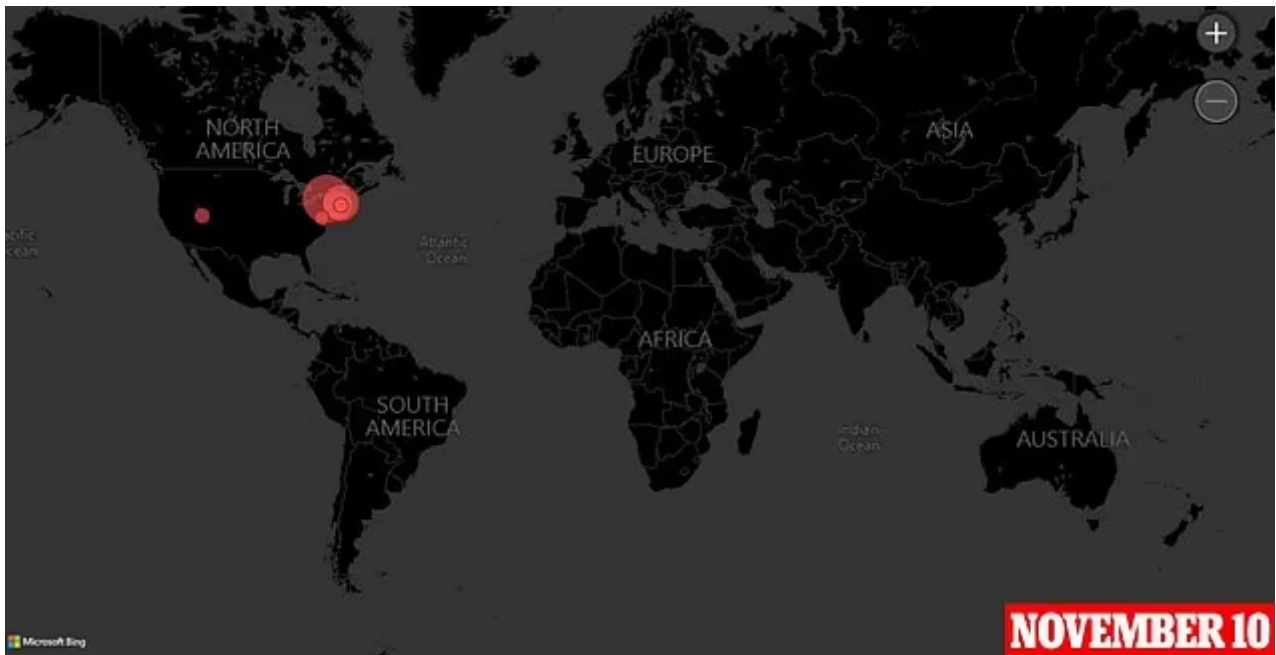 +
−
NORTH
AMERICA
ASIA
EUROPE
Atlantic
Ocean
AFRICA
SOUTH
AMERICA
Indian
Ocean
AUSTRALIA
Microsoft Bing
NOVEMBER 10